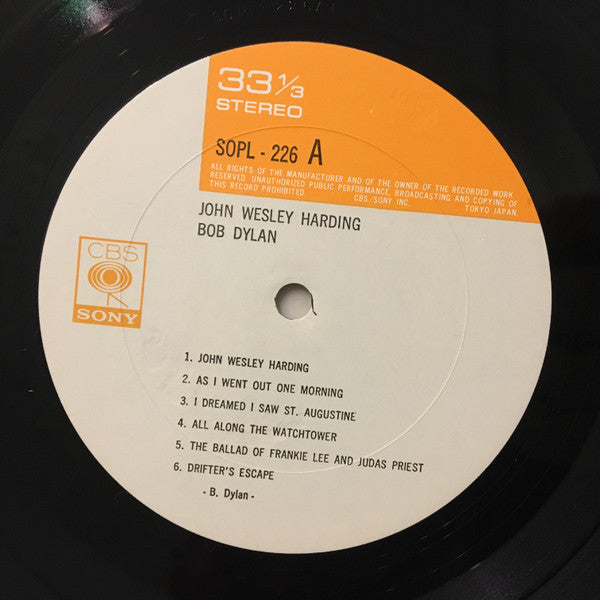 33 1/3
STEREO
SOPL - 226 A
ALL RIGHTS OF THE MANUFACTURER AND OF THE OWNER OF THE RECORDED WORK
RESERVED. UNAUTHORIZED PUBLIC PERFORMANCE, BROADCASTING AND COPYING OF
THIS RECORD PROHIBITED. CBS/SONY INC. TOKYO JAPAN.
JOHN WESLEY HARDING
BOB DYLAN
CBS
SONY
1. JOHN WESLEY HARDING
2. AS I WENT OUT ONE MORNING
3. I DREAMED I SAW ST. AUGUSTINE
4. ALL ALONG THE WATCHTOWER
5. THE BALLAD OF FRANKIE LEE AND JUDAS PRIEST
6. DRIFTER'S ESCAPE
- B. Dylan -